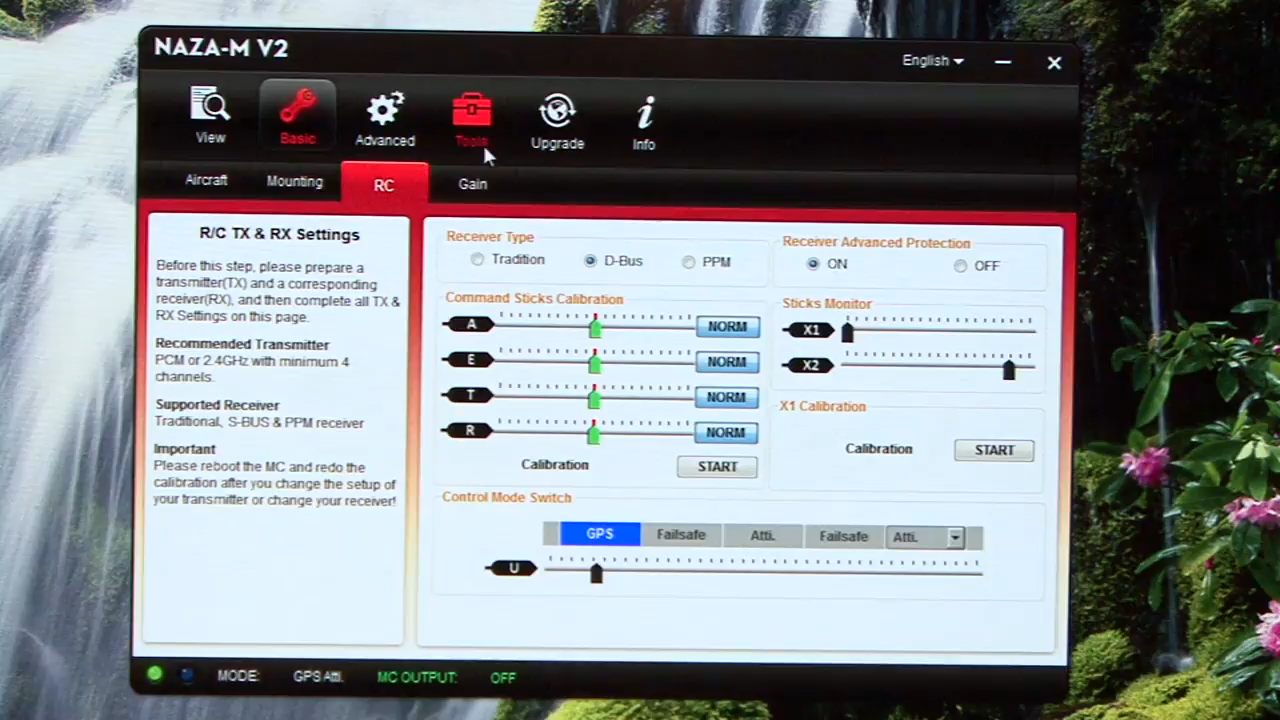 NAZA-M V2
English
View
Basic
Advanced
Tools
Upgrade
Info
Aircraft
Mounting
RC
Gain
R/C TX & RX Settings
Before this step, please prepare a
transmitter(TX) and a corresponding
receiver(RX), and then complete all TX &
RX Settings on this page.
Recommended Transmitter
PCM or 2.4GHz with minimum 4
channels.
Supported Receiver
Traditional, S-BUS & PPM receiver
Important
Please reboot the MC and redo the
calibration after you change the setup of
your transmitter or change your receiver!
Receiver Type
Tradition
D-Bus
PPM
Receiver Advanced Protection
ON
OFF
Command Sticks Calibration
A
NORM
E
NORM
T
NORM
R
NORM
Calibration
START
Sticks Monitor
X1
X2
X1 Calibration
Calibration
START
Control Mode Switch
GPS
Failsafe
Atti.
Failsafe
Atti.
U
MODE:
GPS Atti.
MC OUTPUT:
OFF